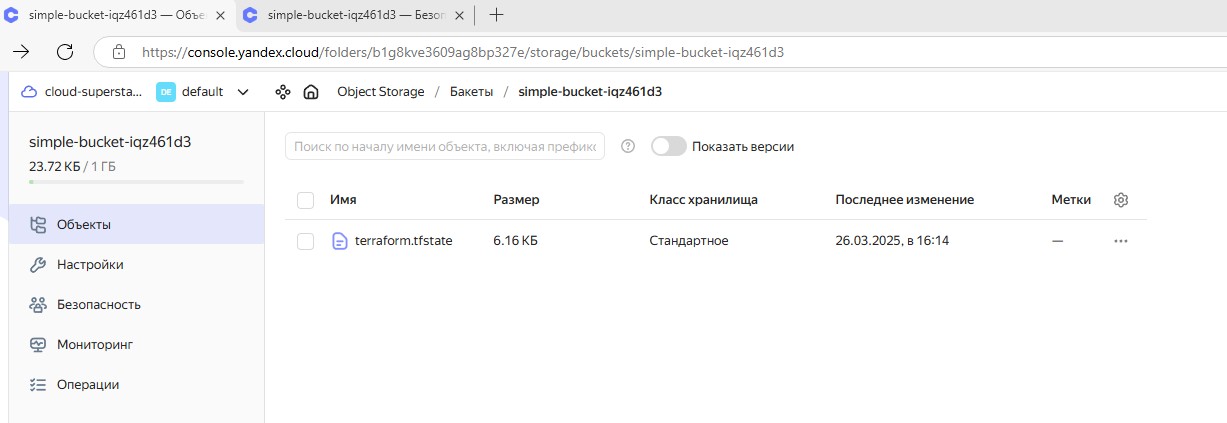 simple-bucket-iqz461d3 — Объе
simple-bucket-iqz461d3 — Безоп
https://console.yandex.cloud/folders/b1g8kve3609ag8bp327e/storage/buckets/simple-bucket-iqz461d3
cloud-supersta... DE default Object Storage / Бакеты / simple-bucket-iqz461d3
simple-bucket-iqz461d3
23.72 КБ / 1 ГБ
Объекты
Настройки
Безопасность
Мониторинг
Операции
Поиск по началу имени объекта, включая префикс
Показать версии
Имя Размер Класс хранилища Последнее изменение Метки
terraform.tfstate 6.16 КБ Стандартное 26.03.2025, в 16:14 —